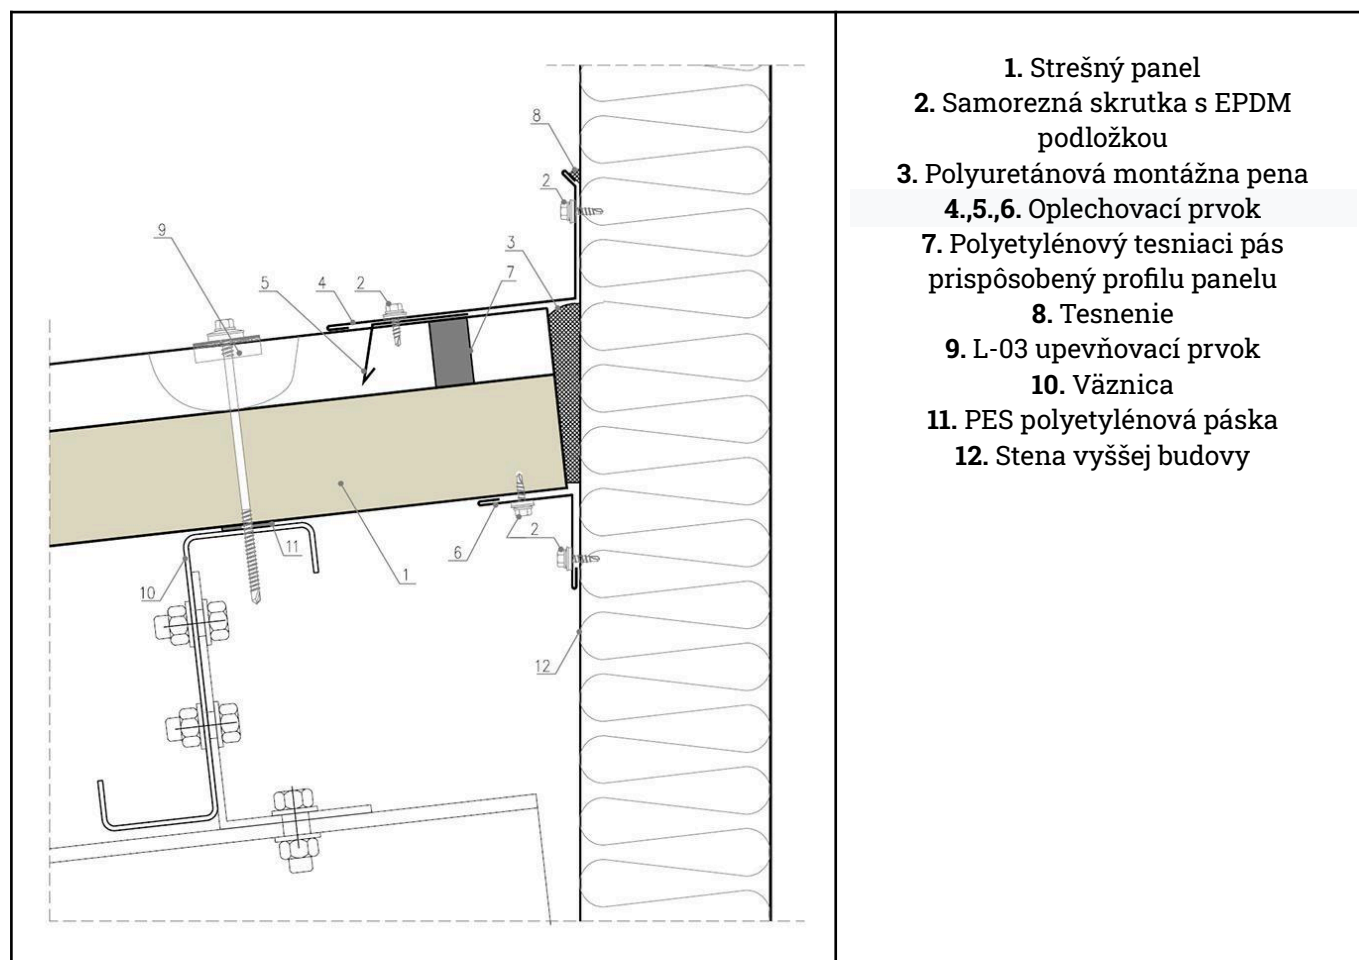 8
2
9
3
7
5
4
2
2
6
11
1
10
12
1. Strešný panel
2. Samorezná skrutka s EPDM
podložkou
3. Polyuretánová montážna pena
4.,5.,6. Oplechovací prvok
7. Polyetylénový tesniaci pás
prispôsobený profilu panelu
8. Tesnenie
9. L-03 upevňovací prvok
10. Väznica
11. PES polyetylénová páska
12. Stena vyššej budovy